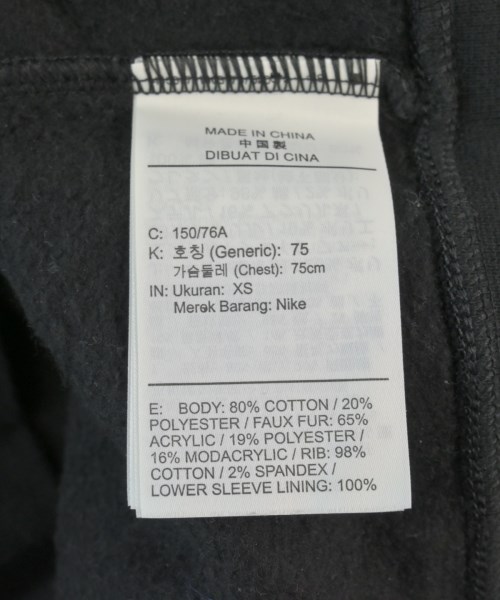 MADE IN CHINA
中国製
DIBUAT DI CINA
C: 150/76A
K: 호칭 (Generic): 75
가슴둘레 (Chest): 75cm
IN: Ukuran: XS
Merek Barang: Nike
E: BODY: 80% COTTON / 20%
POLYESTER / FAUX FUR: 65%
ACRYLIC / 19% POLYESTER /
16% MODACRYLIC / RIB: 98%
COTTON / 2% SPANDEX /
LOWER SLEEVE LINING: 100%